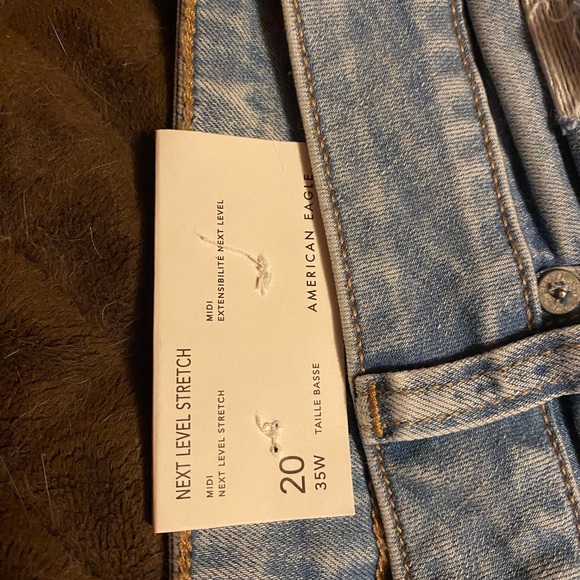 NEXT LEVEL STRETCH
MIDI
NEXT LEVEL STRETCH
MIDI
EXTENSIBILITÉ NEXT LEVEL
20
35W
TAILLE BASSE
AMERICAN EAGLE